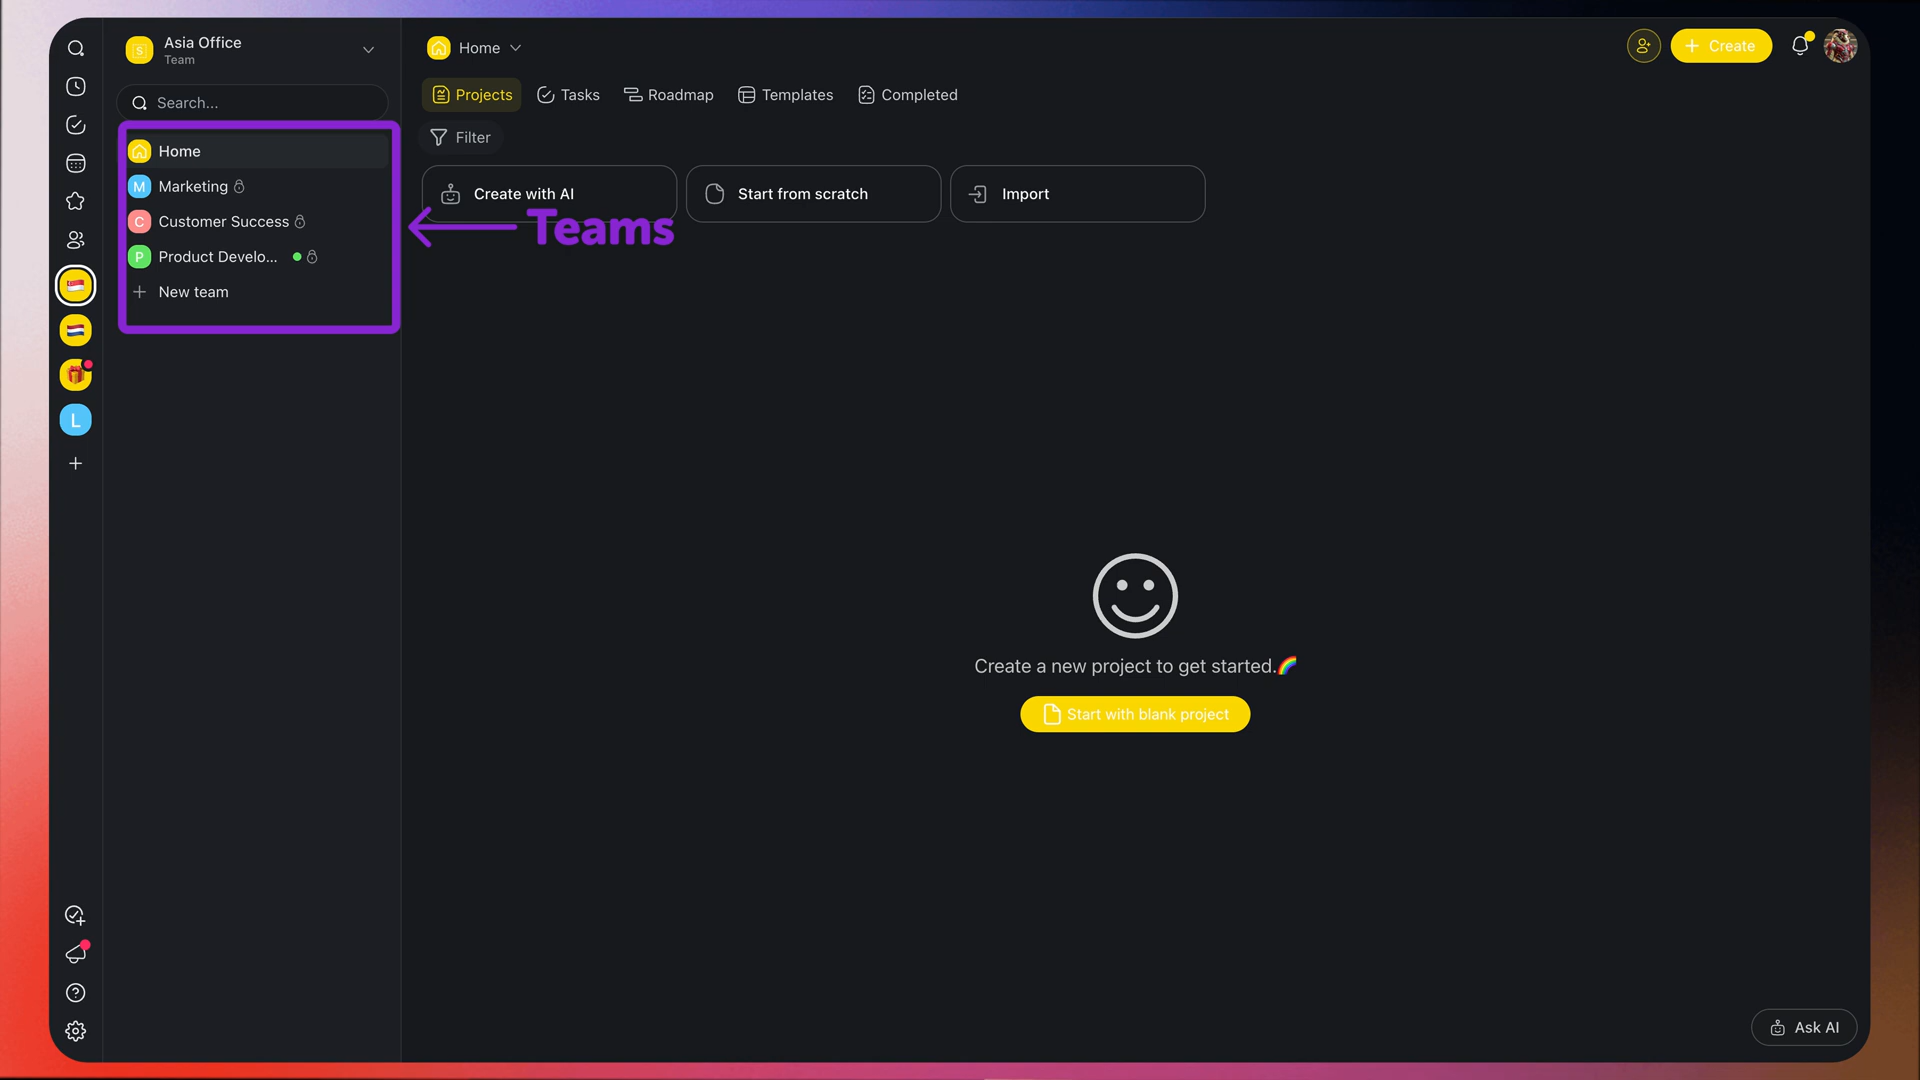 S
Asia Office
Team
Search...
Home
M Marketing
C Customer Success
P Product Develo...
New team
L
Home
Create
Projects
Tasks
Roadmap
Templates
Completed
Filter
Create with AI
Start from scratch
Import
Teams
Create a new project to get started.🌈
Start with blank project
Ask AI